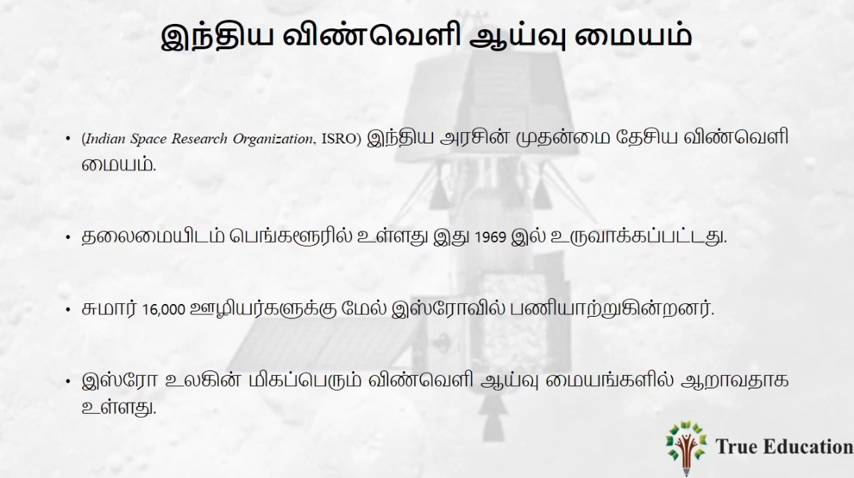 இந்திய விண்வெளி ஆய்வு மையம்
• (Indian Space Research Organization, ISRO) இந்திய அரசின் முதன்மை தேசிய விண்வெளி
மையம்.
• தலைமையிடம் பெங்களூரில் உள்ளது இது 1969 இல் உருவாக்கப்பட்டது.
• சுமார் 16,000 ஊழியர்களுக்கு மேல் இஸ்ரோவில் பணியாற்றுகின்றனர்.
• இஸ்ரோ உலகின் மிகப்பெரும் விண்வெளி ஆய்வு மையங்களில் ஆறாவதாக
உள்ளது.
True Education